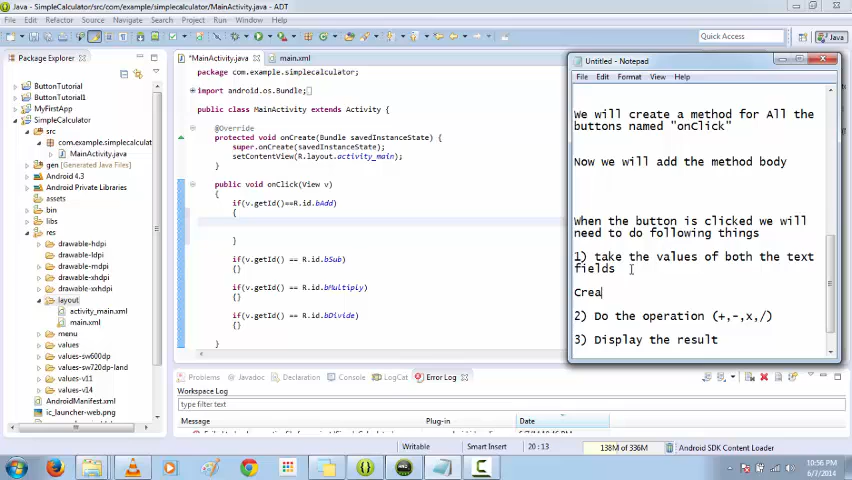 Java - SimpleCalculator/src/com/example/simplecalculator/MainActivity.java - ADT
File Edit Refactor Source Navigate Search Project Run Window Help
Quick Access
Java
Package Explorer
ButtonTutorial
ButtonTutorial1
MyFirstApp
SimpleCalculator
src
com.example.simplecalculat
MainActivity.java
gen [Generated Java Files]
Android 4.3
Android Private Libraries
assets
bin
libs
res
drawable-hdpi
drawable-ldpi
drawable-mdpi
drawable-xhdpi
drawable-xxhdpi
layout
activity_main.xml
main.xml
menu
values
values-sw600dp
values-sw720dp-land
values-v11
values-v14
AndroidManifest.xml
ic_launcher-web.png
*MainActivity.java
main.xml
package com.example.simplecalculator;
import android.os.Bundle;
public class MainActivity extends Activity {
@Override
protected void onCreate(Bundle savedInstanceState) {
super.onCreate(savedInstanceState);
setContentView(R.layout.activity_main);
}
public void onClick(View v)
{
if(v.getId()==R.id.bAdd)
{
}
if(v.getId() == R.id.bSub)
{}
if(v.getId() == R.id.bMultiply)
{}
if(v.getId() == R.id.bDivide)
{}
}
Problems Javadoc Declaration Console LogCat Error Log
Workspace Log
type filter text
Message Plug-in Date
Writable Smart Insert 20 : 13 138M of 336M Android SDK Content Loader
Untitled - Notepad
File Edit Format View Help
We will create a method for All the
buttons named "onClick"
Now we will add the method body
When the button is clicked we will
need to do following things
1) take the values of both the text
fields
Crea
2) Do the operation (+,-,x,/)
3) Display the result
10:56 PM
6/7/2014